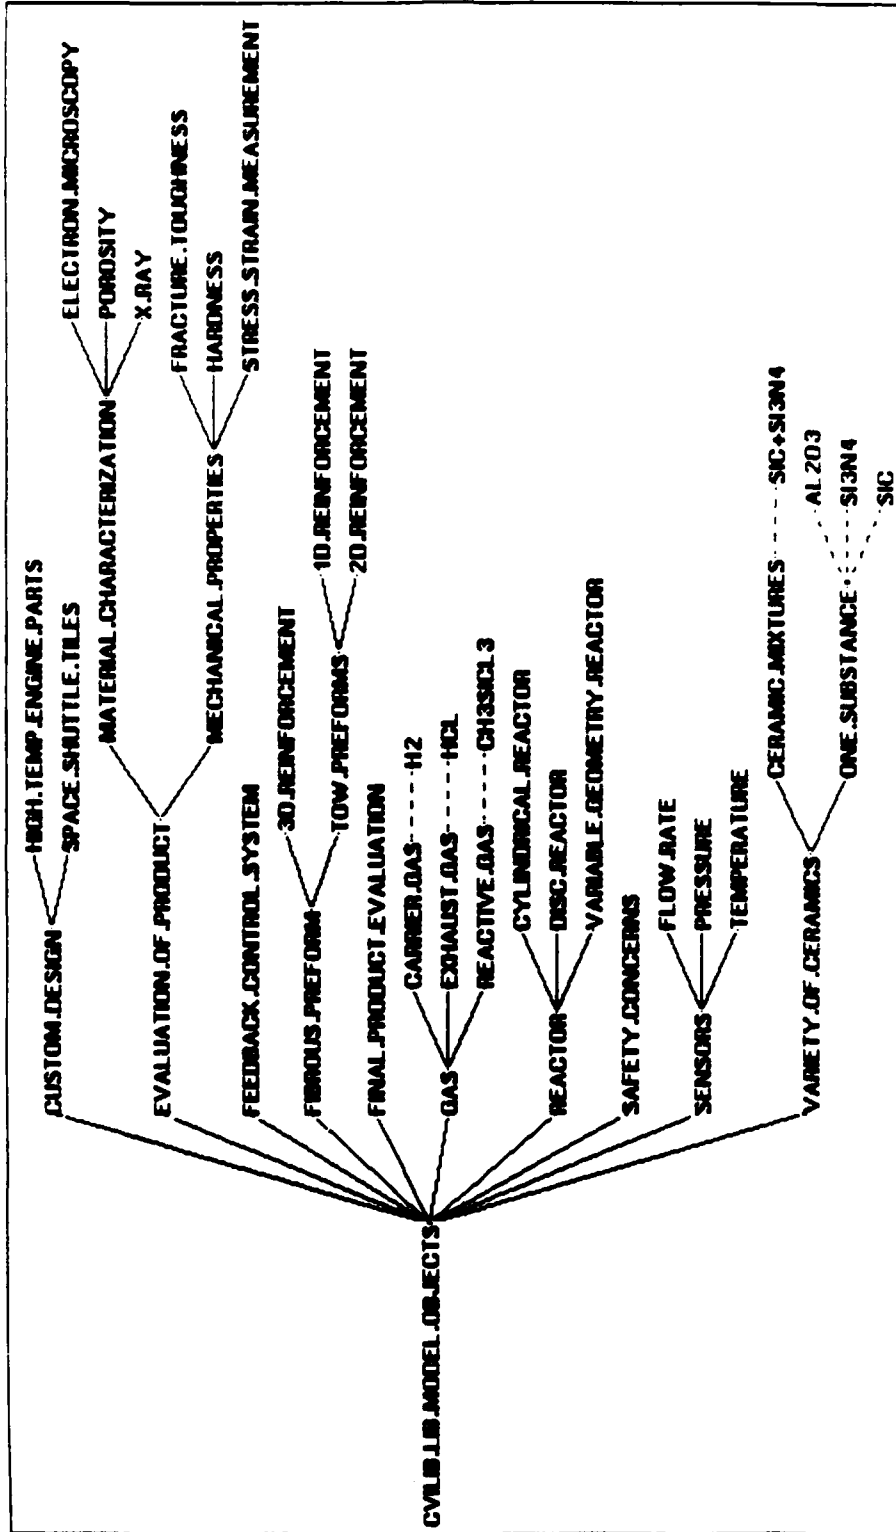 CVILIB.LIB.MODEL.OBJECTS
CUSTOM.DESIGN
HIGH.TEMP.ENGINE.PARTS
SPACE.SHUTTLE.TILES
EVALUATION.OF.PRODUCT
MATERIAL.CHARACTERIZATION
ELECTRON.MICROSCOPY
POROSITY
X.RAY
MECHANICAL.PROPERTIES
FRACTURE.TOUGHNESS
HARDNESS
STRESS.STRAIN.MEASUREMENT
FEEDBACK.CONTROL.SYSTEM
FIBROUS.PREFORM
3D.REINFORCEMENT
TOW.PREFORMS
1D.REINFORCEMENT
2D.REINFORCEMENT
FINAL.PRODUCT.EVALUATION
GAS
CARRIER.GAS
H2
EXHAUST.GAS
HCL
REACTIVE.GAS
CH3SICL3
REACTOR
CYLINDRICAL.REACTOR
DISC.REACTOR
VARIABLE.GEOMETRY.REACTOR
SAFETY.CONCERNS
SENSORS
FLOW.RATE
PRESSURE
TEMPERATURE
VARIETY.OF.CERAMICS
CERAMIC.MIXTURES
SIC+SI3N4
ONE.SUBSTANCE
AL2O3
SI3N4
SIC